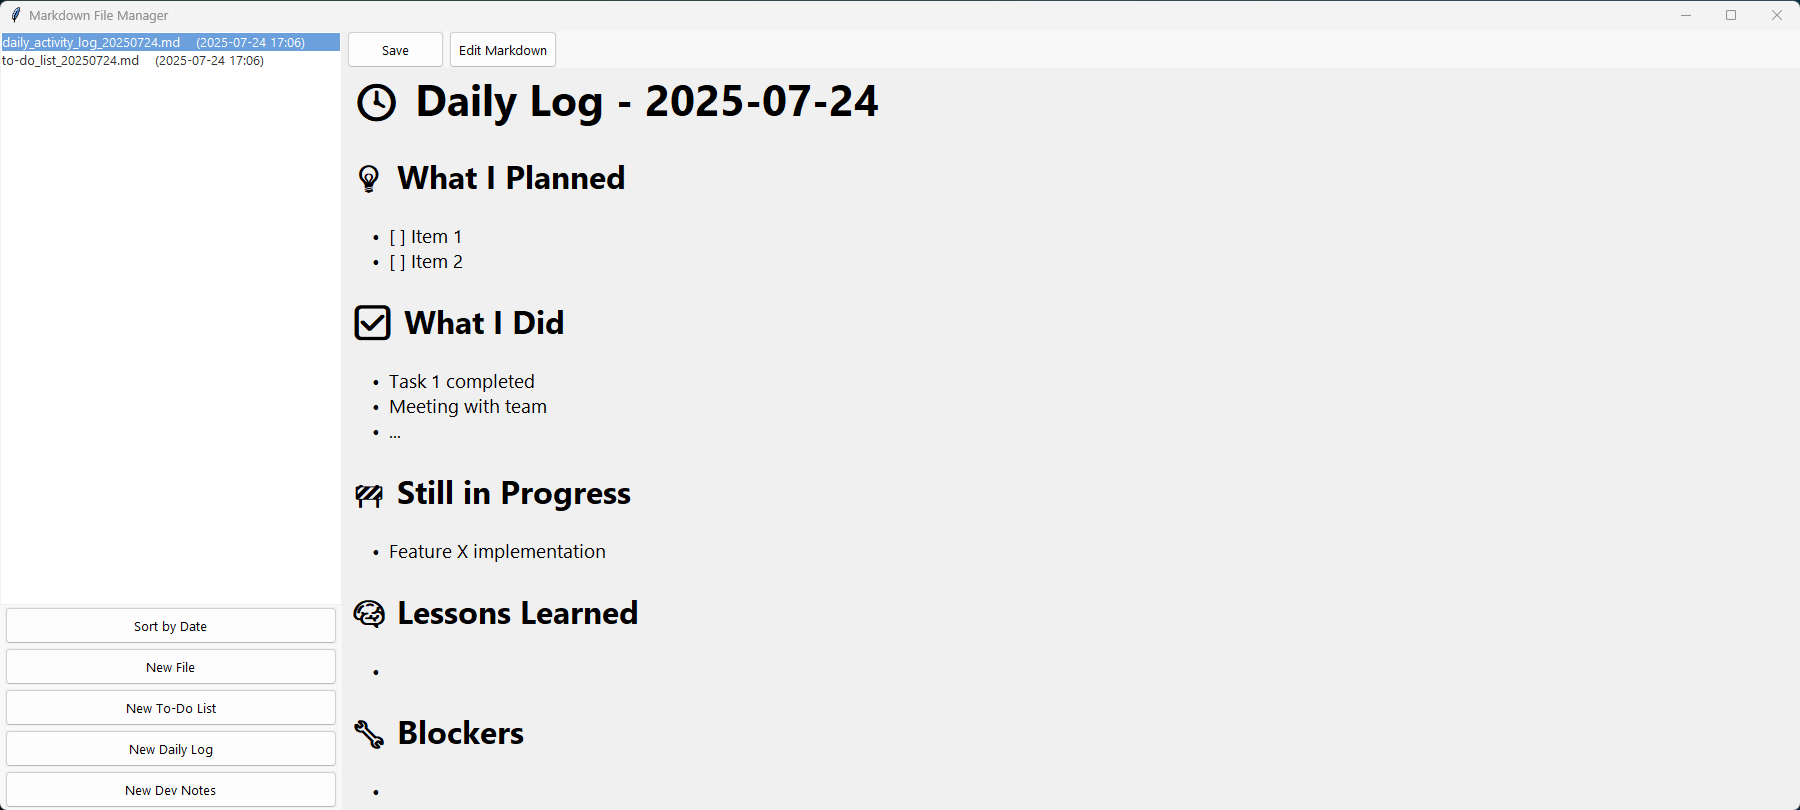 Markdown File Manager
daily_activity_log_20250724.md (2025-07-24 17:06)
to-do_list_20250724.md (2025-07-24 17:06)
Sort by Date
New File
New To-Do List
New Daily Log
New Dev Notes
Save
Edit Markdown
Daily Log - 2025-07-24
What I Planned
• [ ] Item 1
• [ ] Item 2
What I Did
• Task 1 completed
• Meeting with team
• ...
Still in Progress
• Feature X implementation
Lessons Learned
•
Blockers
•